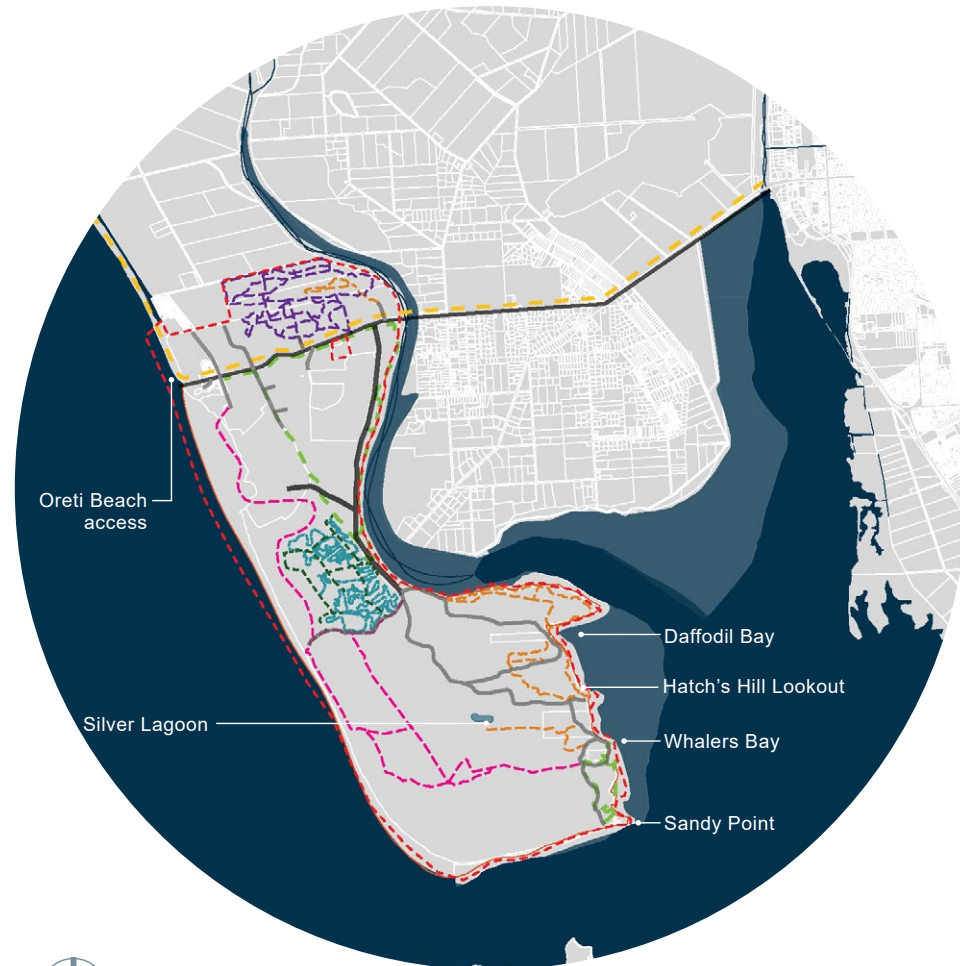 Oreti Beach
access
Daffodil Bay
Hatch's Hill Lookout
Silver Lagoon
Whalers Bay
Sandy Point